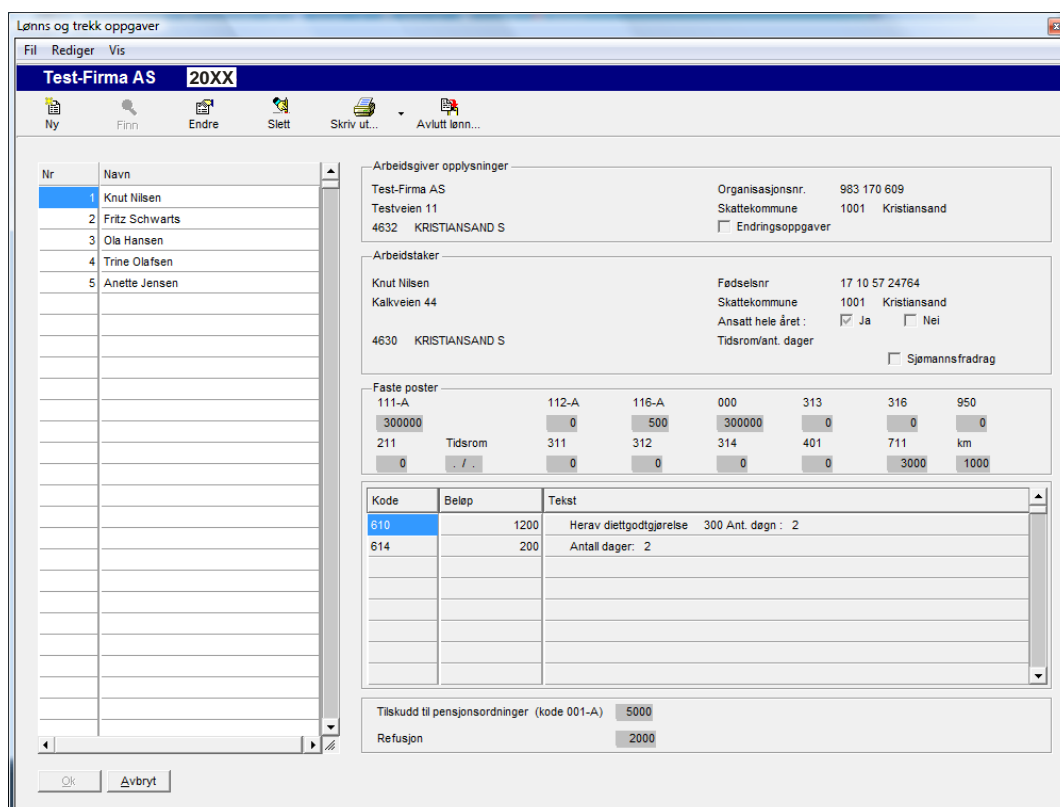 Lønns og trekk oppgaver
Fil Rediger Vis
Test-Firma AS 20XX
Ny Finn Endre Slett Skriv ut... Avlutt lønn...
Nr Navn
1 Knut Nilsen
2 Fritz Schwarts
3 Ola Hansen
4 Trine Olafsen
5 Anette Jensen
Ok Avbryt
Arbeidsgiver opplysninger
Test-Firma AS Organisasjonsnr. 983 170 609
Testveien 11 Skattekommune 1001 Kristiansand
4632 KRISTIANSAND S Endringsoppgaver
Arbeidstaker
Knut Nilsen Fødselsnr 17 10 57 24764
Kalkveien 44 Skattekommune 1001 Kristiansand
Ansatt hele året : Ja Nei
4630 KRISTIANSAND S Tidsrom/ant. dager
Sjømannsfradrag
Faste poster
111-A 112-A 116-A 000 313 316 950
300000 0 500 300000 0 0 0
211 Tidsrom 311 312 314 401 711 km
0 . / . 0 0 0 0 3000 1000
Kode Beløp Tekst
610 1200 Herav diettgodtgjørelse 300 Ant. døgn : 2
614 200 Antall dager: 2
Tilskudd til pensjonsordninger (kode 001-A) 5000
Refusjon 2000